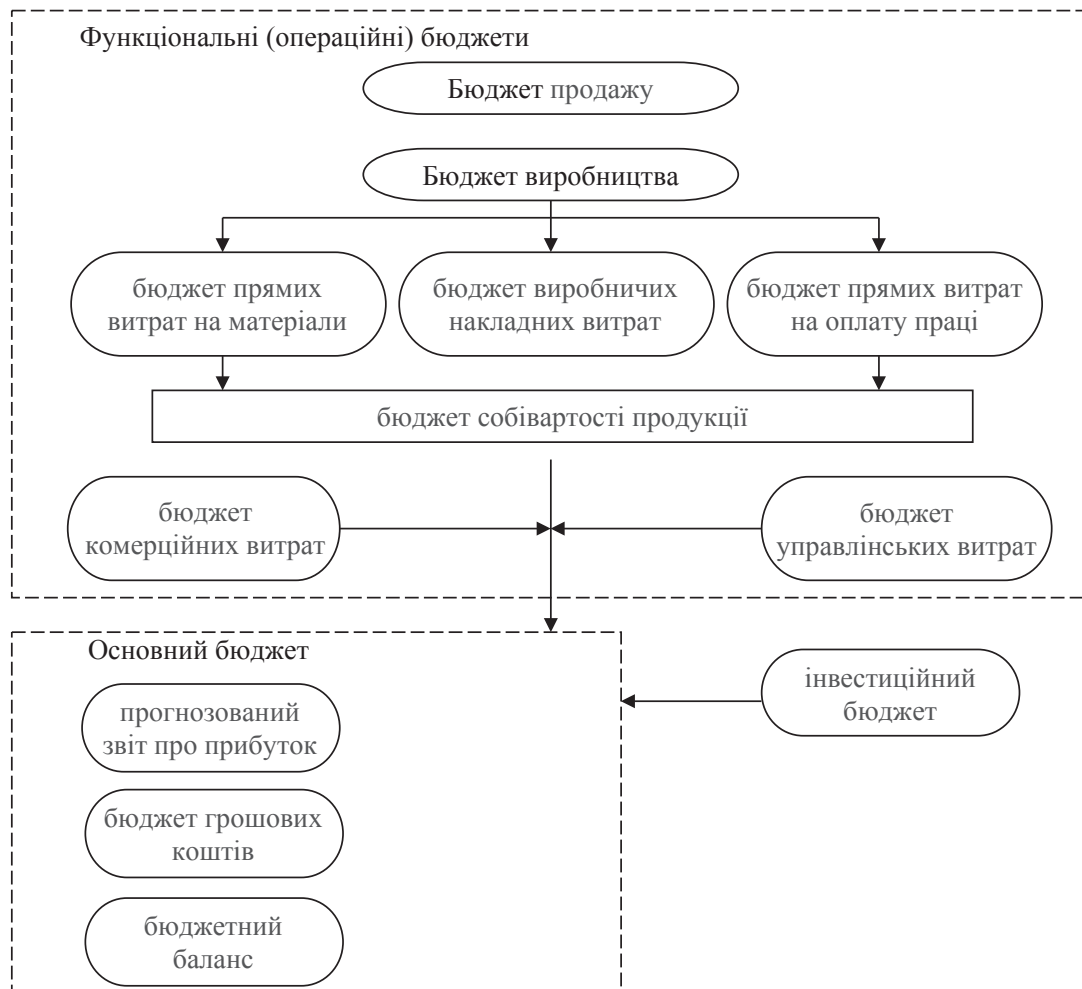 Функціональні (операційні) бюджети
Бюджет продажу
Бюджет виробництва
бюджет прямих
витрат на матеріали
бюджет виробничих
накладних витрат
бюджет прямих витрат
на оплату праці
бюджет собівартості продукції
бюджет
комерційних витрат
бюджет
управлінських витрат
Основний бюджет
інвестиційний
бюджет
прогнозований
звіт про прибуток
бюджет грошових
коштів
бюджетний
баланс